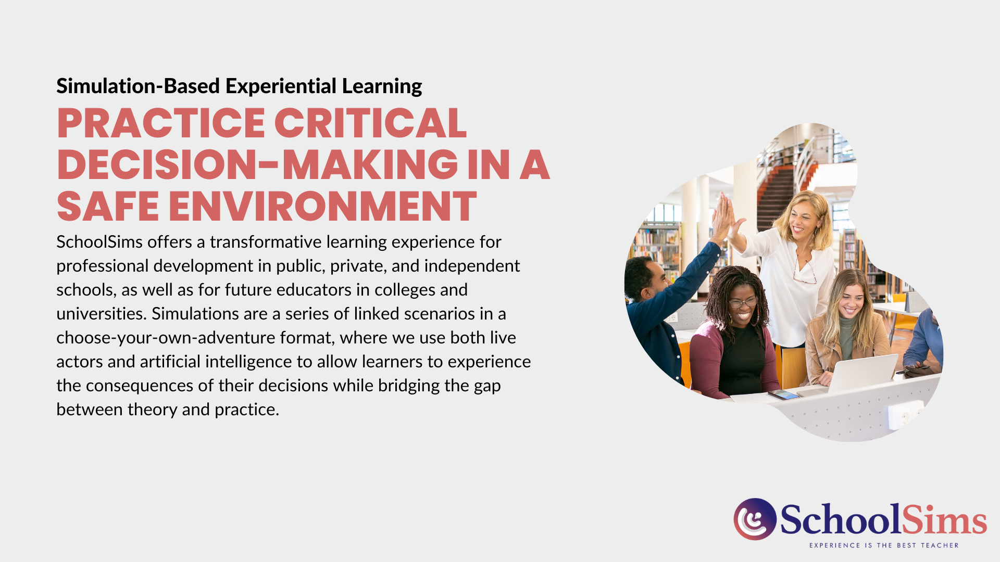 Simulation-Based Experiential Learning
PRACTICE CRITICAL
DECISION-MAKING IN A
SAFE ENVIRONMENT
SchoolSims offers a transformative learning experience for
professional development in public, private, and independent
schools, as well as for future educators in colleges and
universities. Simulations are a series of linked scenarios in a
choose-your-own-adventure format, where we use both live
actors and artificial intelligence to allow learners to experience
the consequences of their decisions while bridging the gap
between theory and practice.
SchoolSims
EXPERIENCE IS THE BEST TEACHER